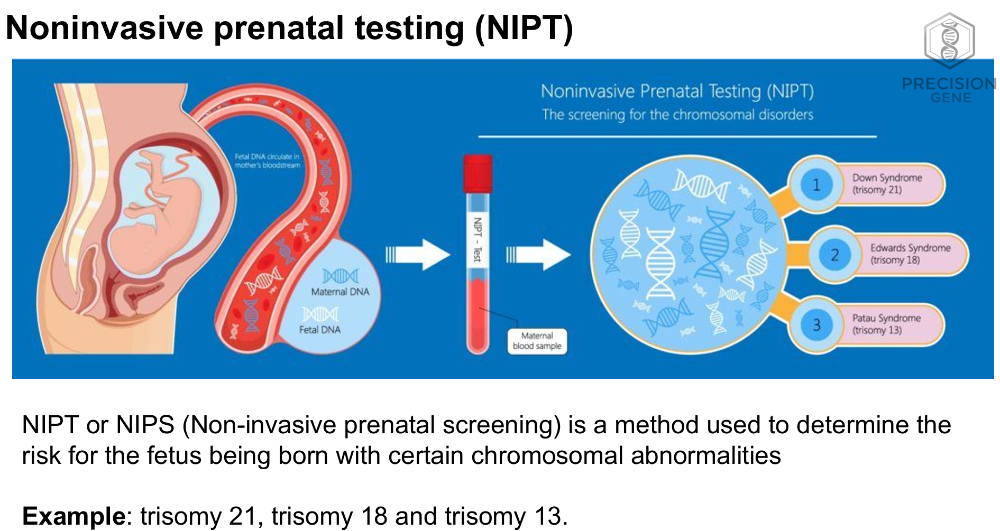 Noninvasive prenatal testing (NIPT)
PRECISION
GENE
Noninvasive Prenatal Testing (NIPT)
The screening for the chromosomal disorders
Fetal DNA circulate in
mother's bloodstream
Maternal DNA
Fetal DNA
NIPT - Test
Maternal
blood sample
1
Down Syndrome
(trisomy 21)
2
Edwards Syndrome
(trisomy 18)
3
Patau Syndrome
(trisomy 13)
NIPT or NIPS (Non-invasive prenatal screening) is a method used to determine the
risk for the fetus being born with certain chromosomal abnormalities
Example: trisomy 21, trisomy 18 and trisomy 13.